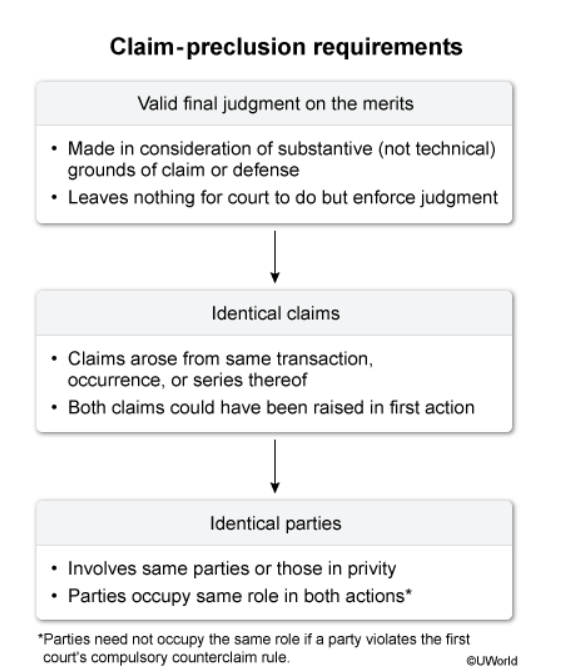 Claim-preclusion requirements
Valid final judgment on the merits
• Made in consideration of substantive (not technical)
grounds of claim or defense
• Leaves nothing for court to do but enforce judgment
Identical claims
• Claims arose from same transaction,
occurrence, or series thereof
• Both claims could have been raised in first action
Identical parties
• Involves same parties or those in privity
• Parties occupy same role in both actions*
*Parties need not occupy the same role if a party violates the first
court's compulsory counterclaim rule.
©UWorld